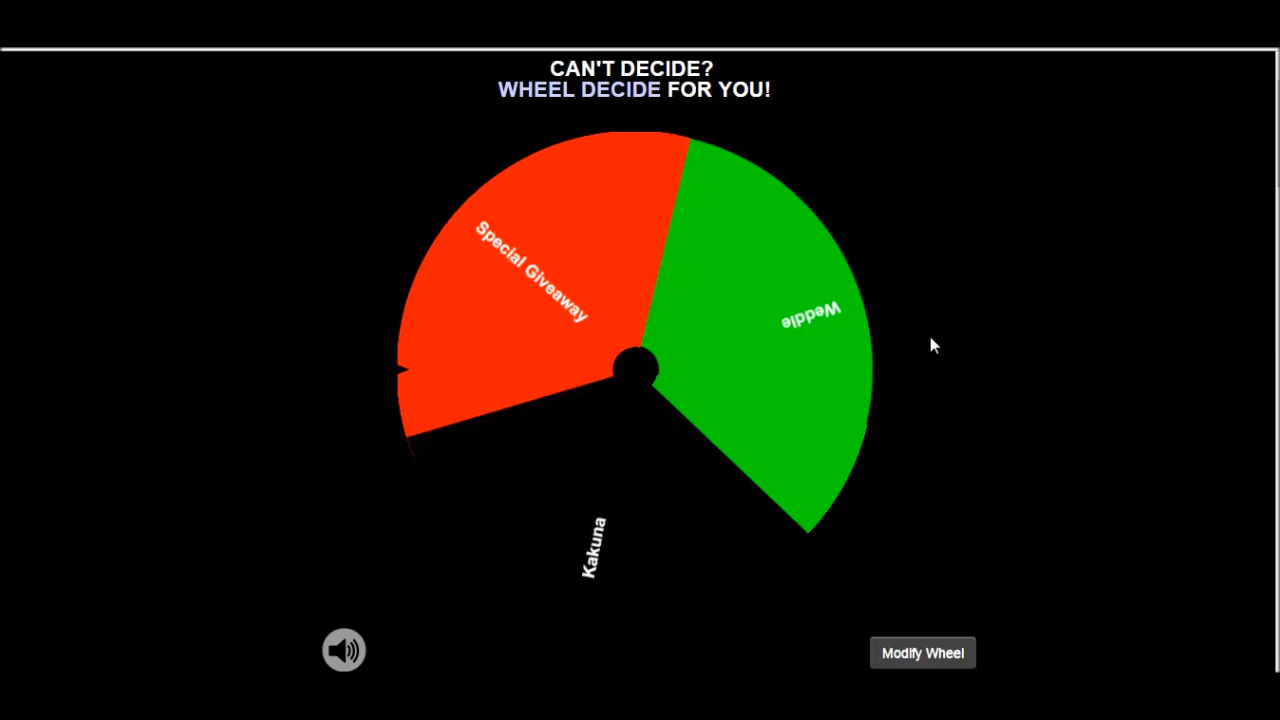 CAN'T DECIDE?
WHEEL DECIDE FOR YOU!
Special Giveaway
Weddle
Kakuna
Modify Wheel